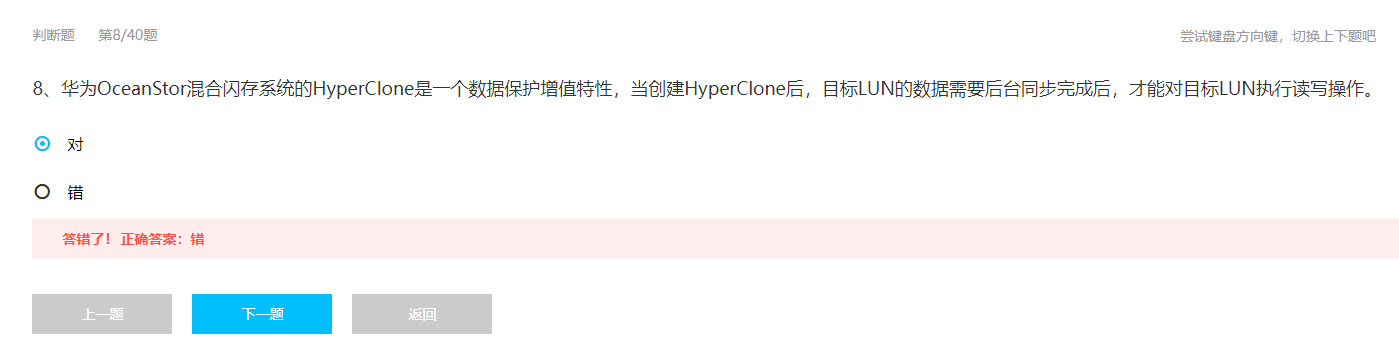 判断题 第8/40题 尝试键盘方向键，切换上下题吧
8、华为OceanStor混合闪存系统的HyperClone是一个数据保护增值特性，当创建HyperClone后，目标LUN的数据需要后台同步完成后，才能对目标LUN执行读写操作。
对
错
答错了！正确答案：错
上一题 下一题 返回